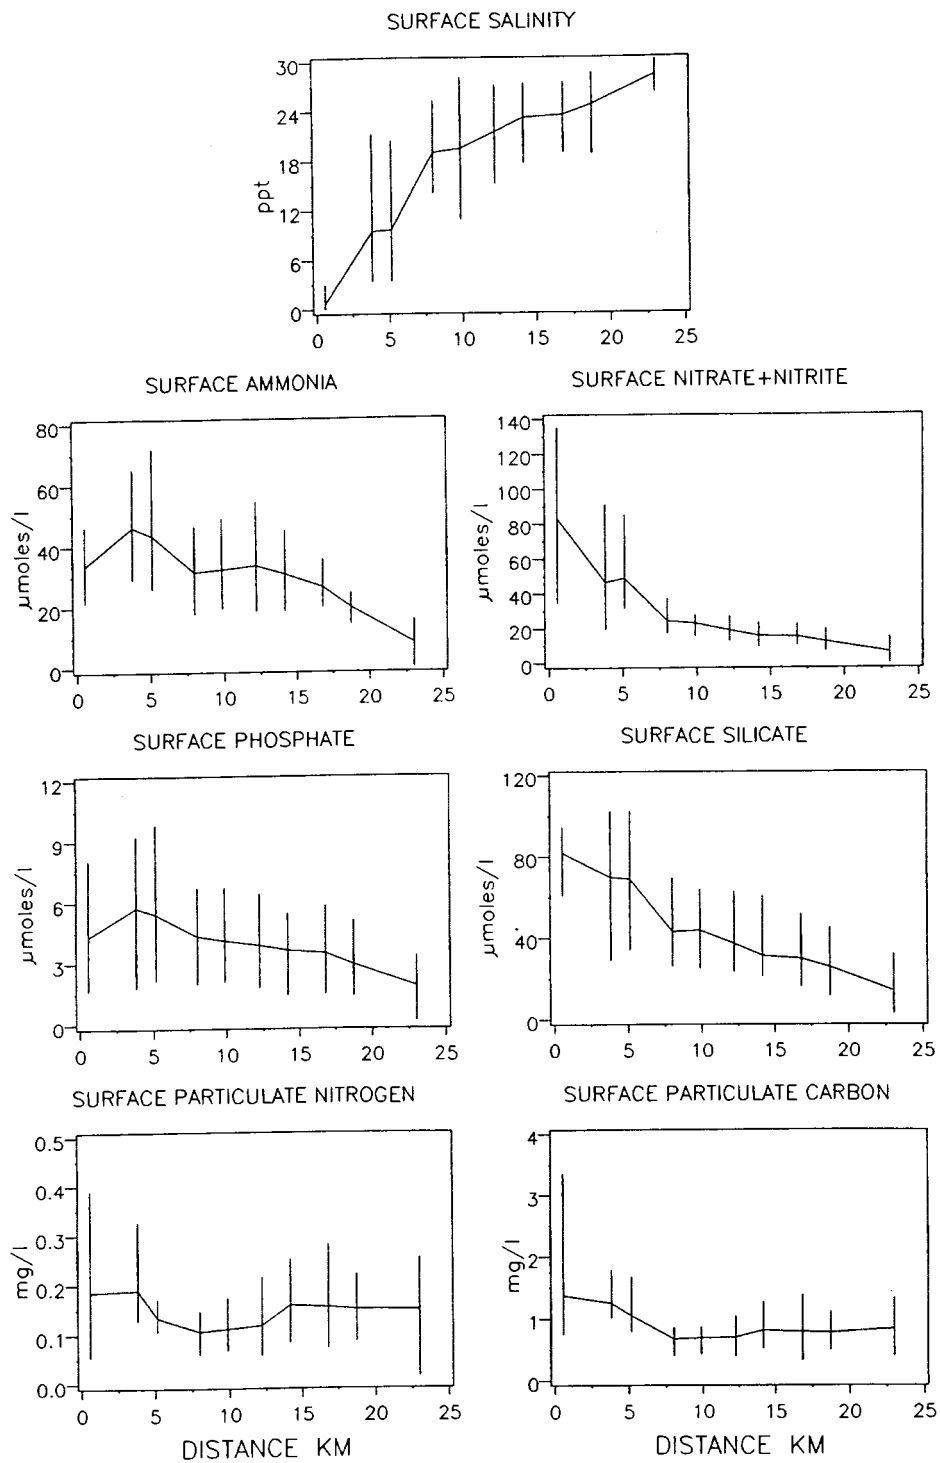 SURFACE SALINITY
30
24
18
12
6
0
ppt
0 5 10 15 20 25
SURFACE AMMONIA
80
60
40
20
0
μmoles/l
0 5 10 15 20 25
SURFACE NITRATE+NITRITE
140
120
100
80
60
40
20
0
μmoles/l
0 5 10 15 20 25
SURFACE PHOSPHATE
12
9
6
3
0
μmoles/l
0 5 10 15 20 25
SURFACE SILICATE
120
80
40
0
μmoles/l
0 5 10 15 20 25
SURFACE PARTICULATE NITROGEN
0.5
0.4
0.3
0.2
0.1
0.0
mg/l
0 5 10 15 20 25
DISTANCE KM
SURFACE PARTICULATE CARBON
4
3
2
1
0
mg/l
0 5 10 15 20 25
DISTANCE KM